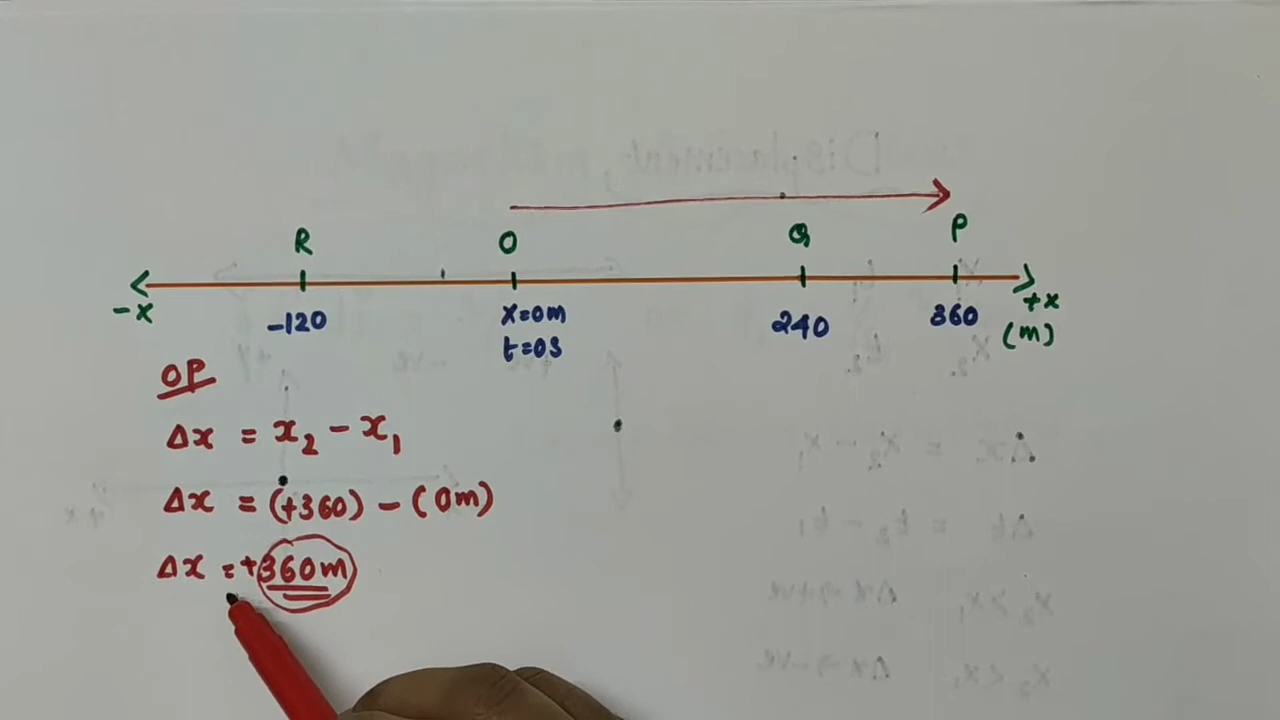 R O Q P
-x +x
-120 x=0m 240 360 (m)
t=0s
OP
Δx = x₂ - x₁
Δx = (+360) - (0m)
Δx = +360m